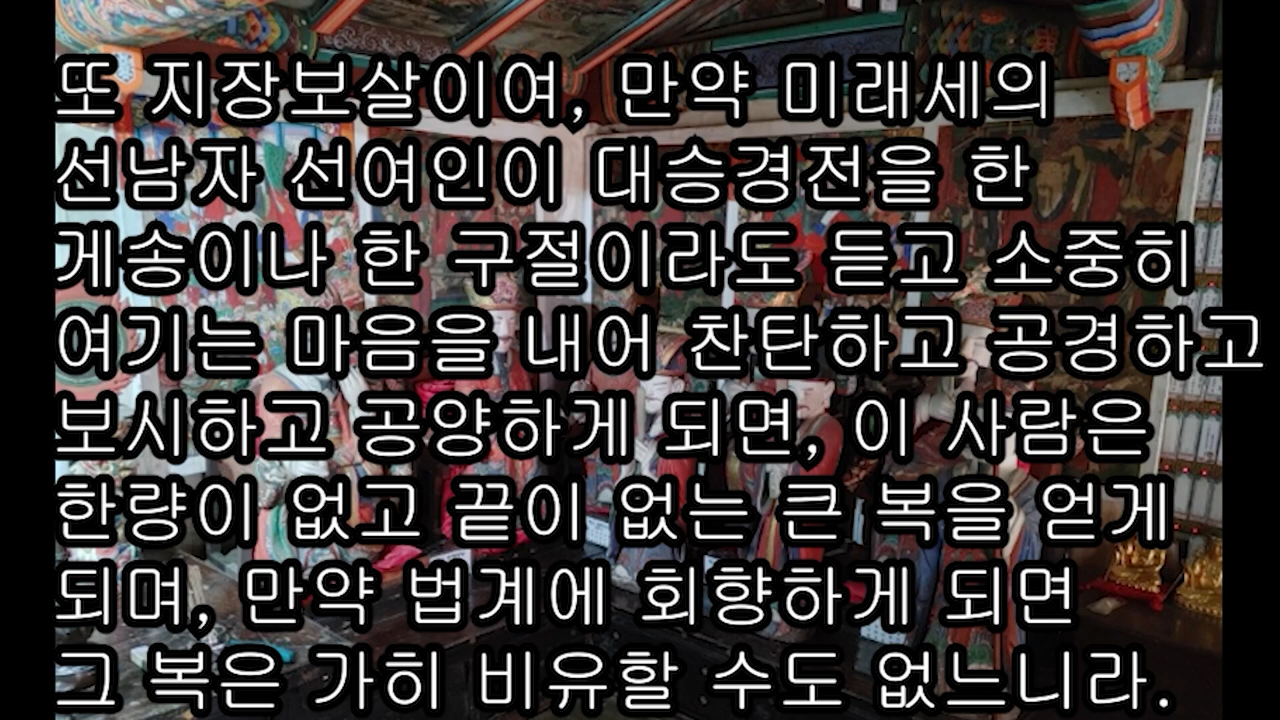 또 지장보살이여, 만약 미래세의
선남자 선여인이 대승경전을 한
게송이나 한 구절이라도 듣고 소중히
여기는 마음을 내어 찬탄하고 공경하고
보시하고 공양하게 되면, 이 사람은
한량이 없고 끝이 없는 큰 복을 얻게
되며, 만약 법계에 회향하게 되면
그 복은 가히 비유할 수도 없느니라.